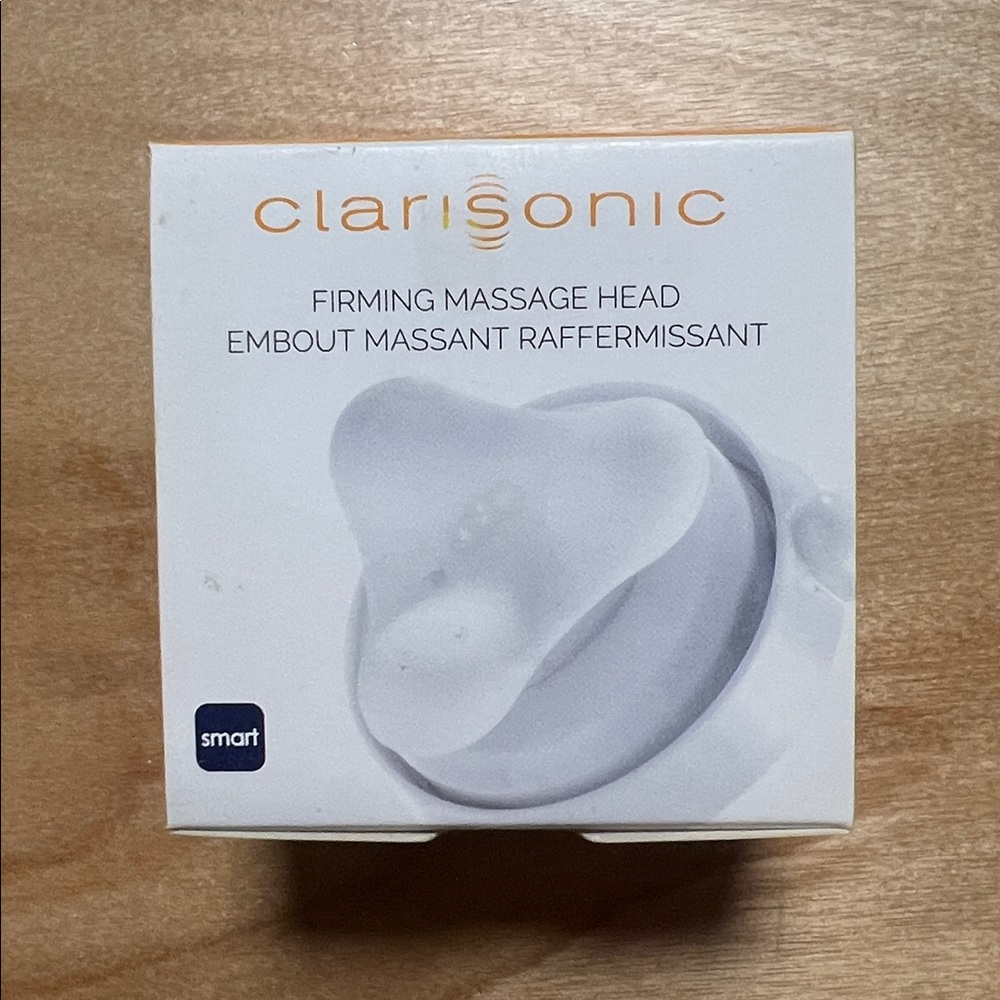 clarisonic
FIRMING MASSAGE HEAD
EMBOUT MASSANT RAFFERMISSANT
smart